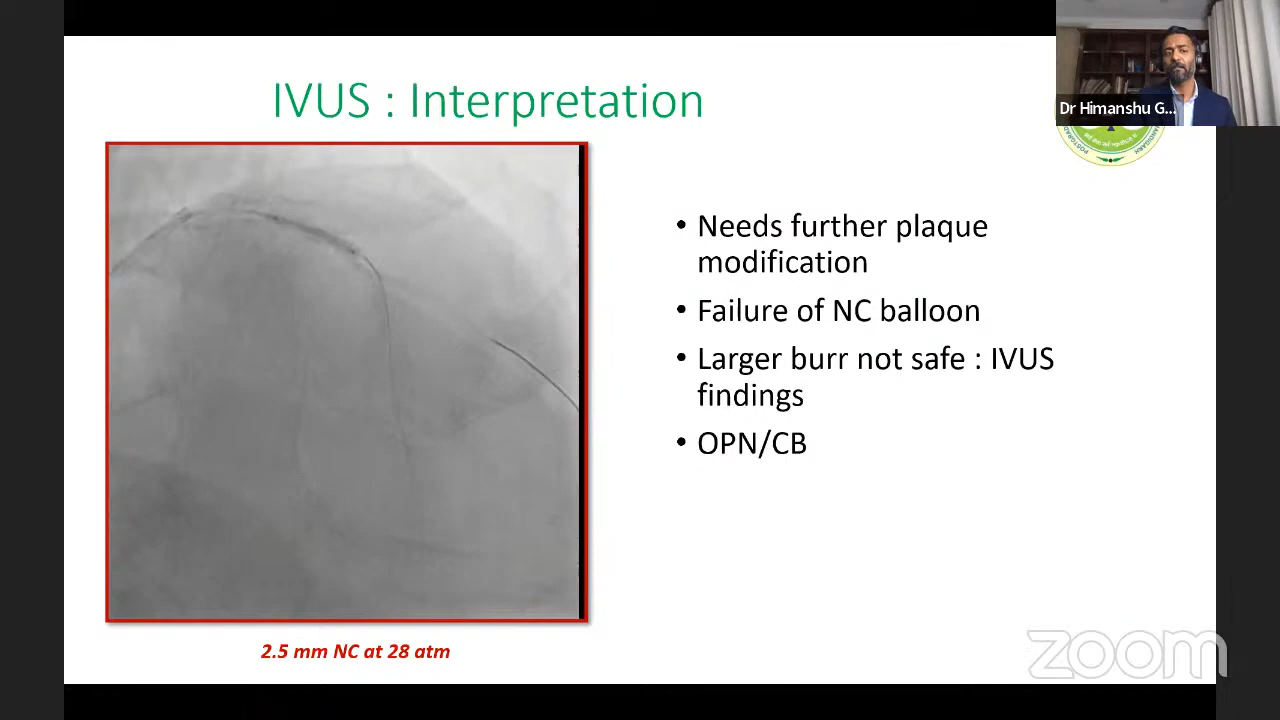 Dr Himanshu G...
IVUS : Interpretation
• Needs further plaque
modification
• Failure of NC balloon
• Larger burr not safe : IVUS
findings
• OPN/CB
2.5 mm NC at 28 atm
zoom